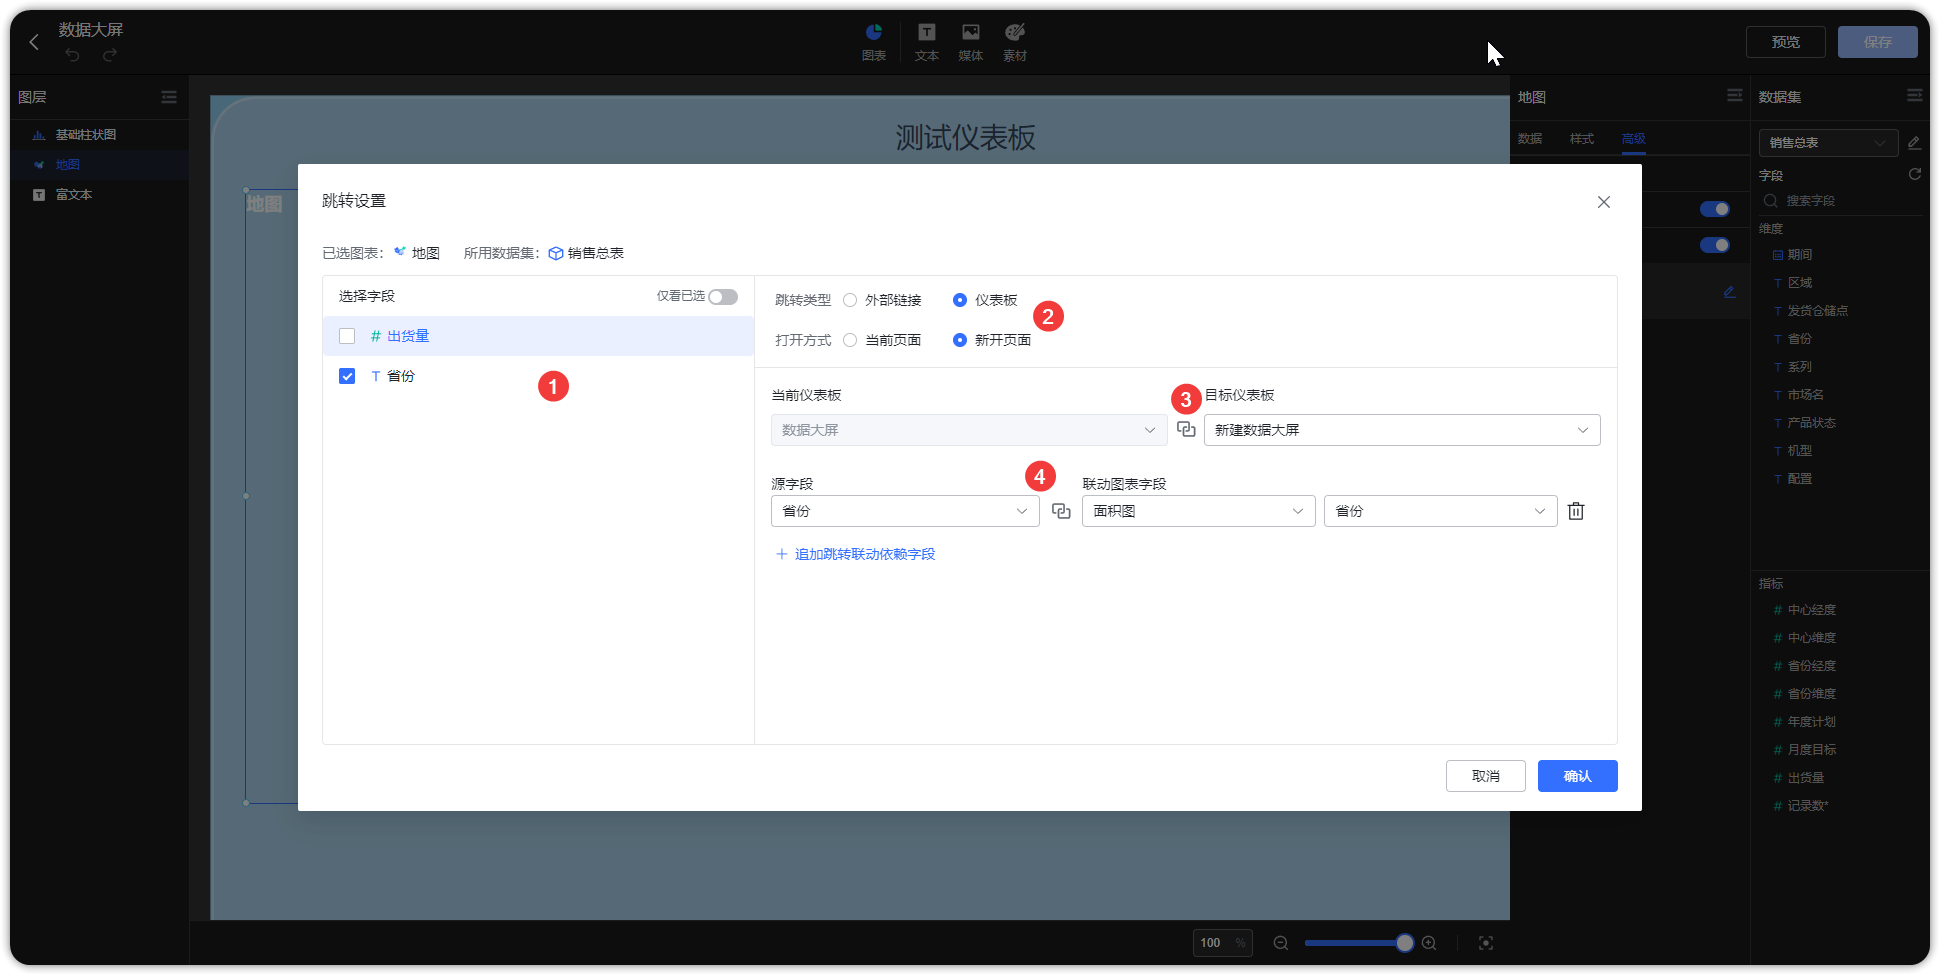 数据大屏
图表
文本
媒体
素材
预览
保存
图层
基础柱状图
地图
富文本
测试仪表板
地图
跳转设置
已选图表：
地图
所用数据集：
销售总表
选择字段
仅看已选
# 出货量
T 省份
1
跳转类型
外部链接
仪表板
打开方式
当前页面
新开页面
2
当前仪表板
数据大屏
3
目标仪表板
新建数据大屏
源字段
省份
4
联动图表字段
面积图
省份
+ 追加跳转联动依赖字段
取消
确认
地图
数据
样式
高级
数据集
销售总表
字段
搜索字段
维度
期间
T 区域
T 发货仓储点
T 省份
T 系列
T 市场名
T 产品状态
T 机型
T 配置
指标
# 中心经度
# 中心维度
# 省份经度
# 省份维度
# 年度计划
# 月度目标
# 出货量
# 记录数*
100 %